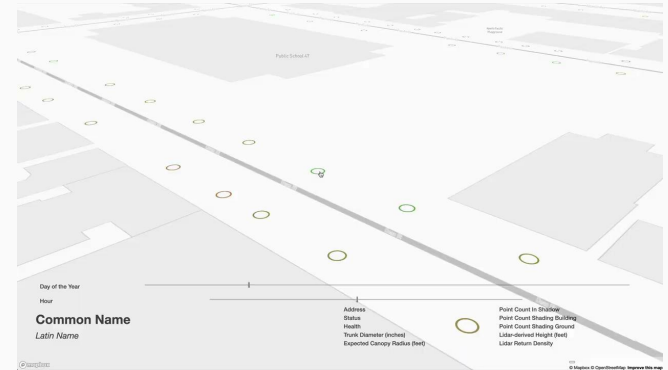 Public School 27
Day of the Year
Hour
Common Name
Latin Name
Address
Status
Health
Trunk Diameter (inches)
Expected Canopy Radius (feet)
Point Count In Shadow
Point Count Shading Building
Point Count Shading Ground
Lidar-derived Height (feet)
Lidar Return Density
mapbox
© Mapbox © OpenStreetMap Improve this map